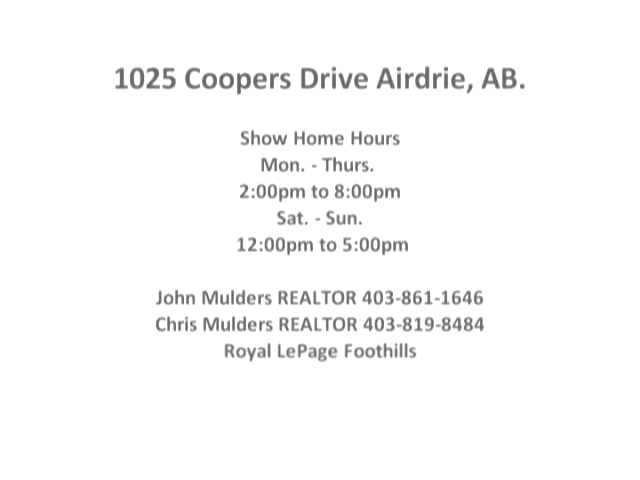 1025 Coopers Drive Airdrie, AB.
Show Home Hours
Mon. - Thurs.
2:00pm to 8:00pm
Sat. - Sun.
12:00pm to 5:00pm
John Mulders REALTOR 403-861-1646
Chris Mulders REALTOR 403-819-8484
Royal LePage Foothills